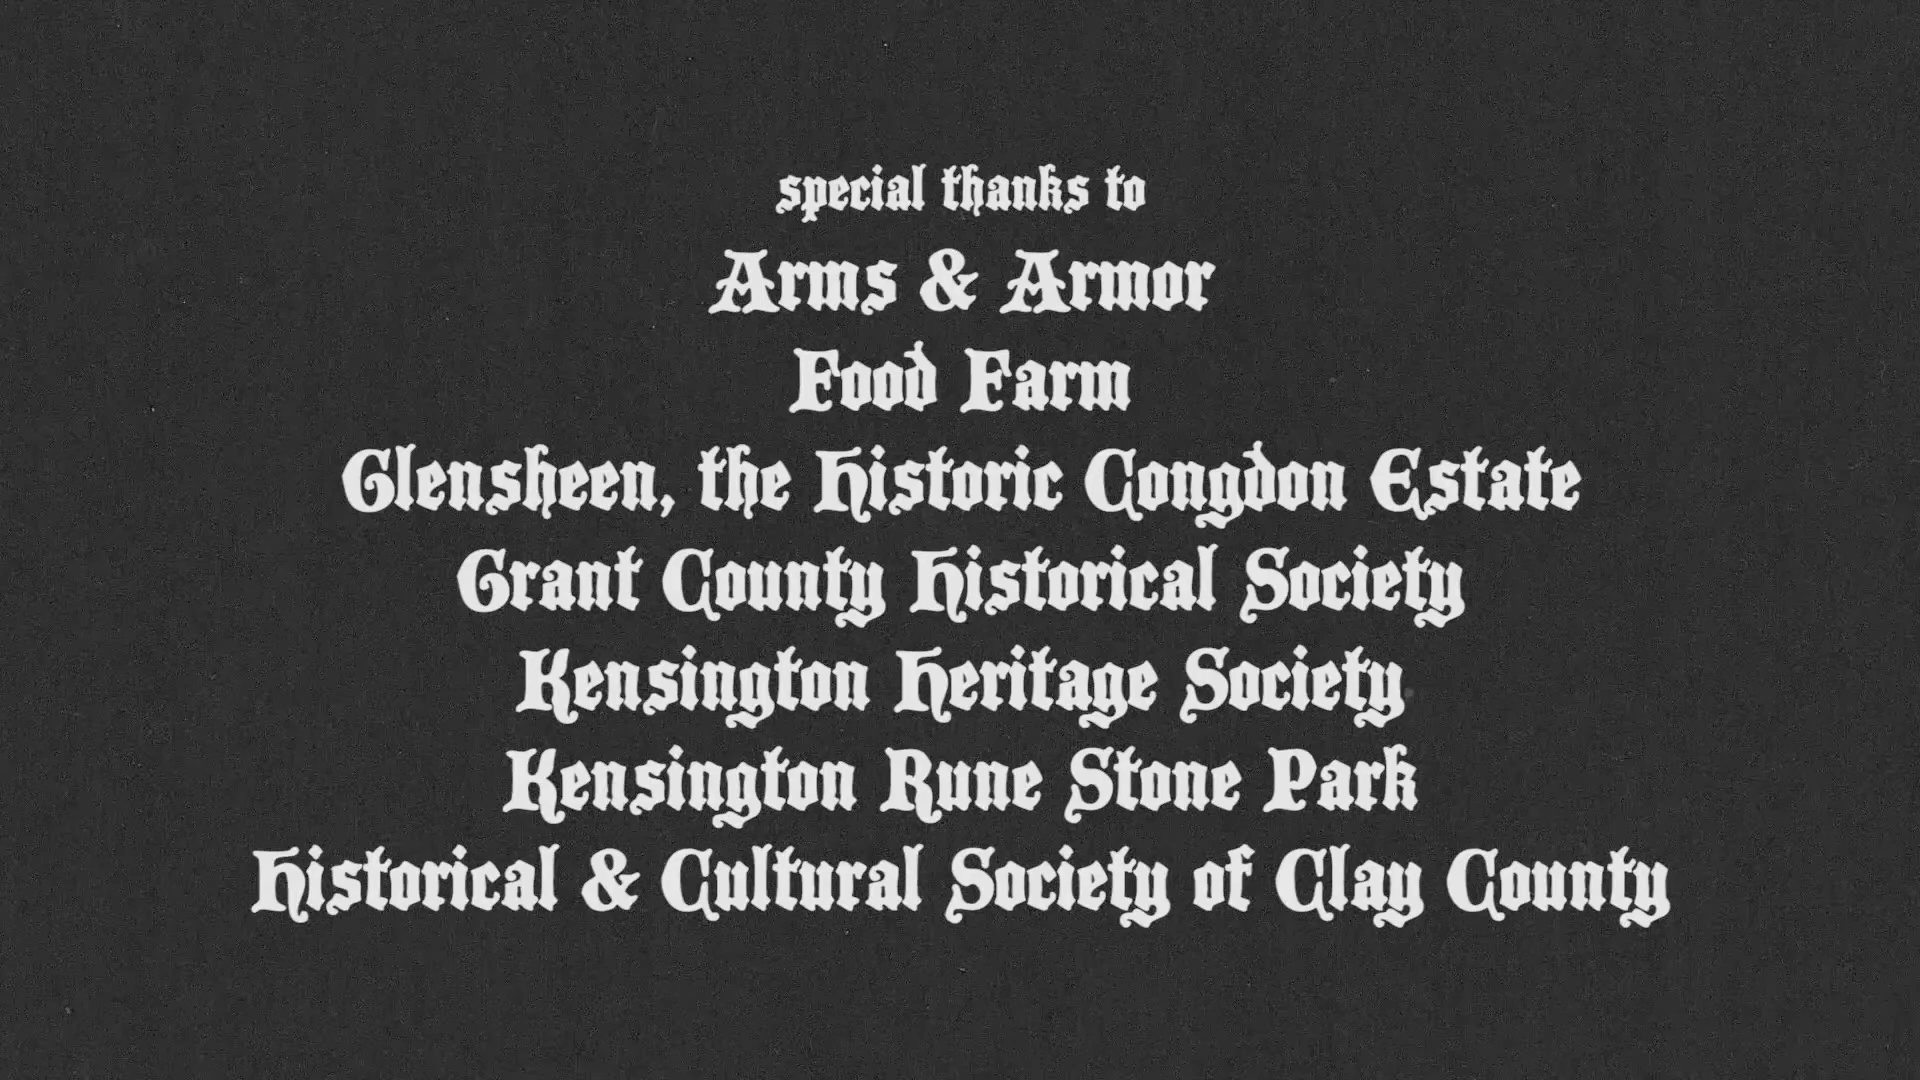 special thanks to
Arms & Armor
Food Farm
Glensheen, the Historic Congdon Estate
Grant County Historical Society
Kensington Heritage Society
Kensington Rune Stone Park
Historical & Cultural Society of Clay County